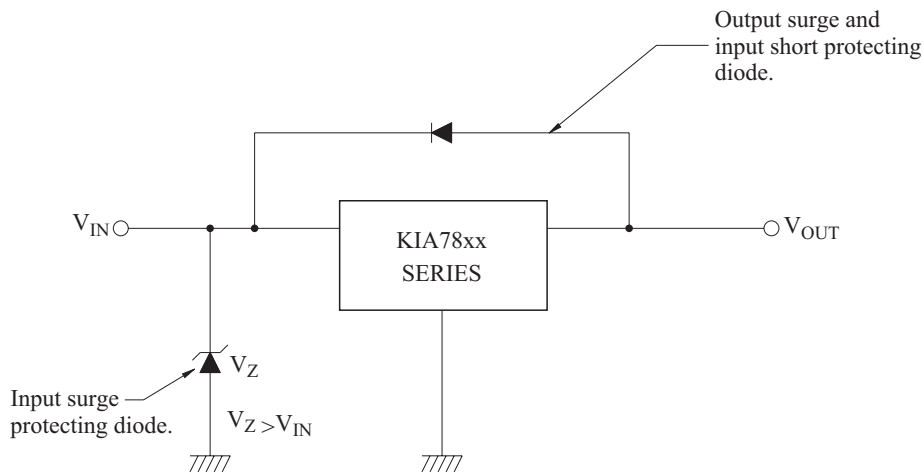 Output surge and
input short protecting
diode.
V_IN
KIA78xx
SERIES
V_OUT
V_Z
Input surge
protecting diode.
V_Z >V_IN